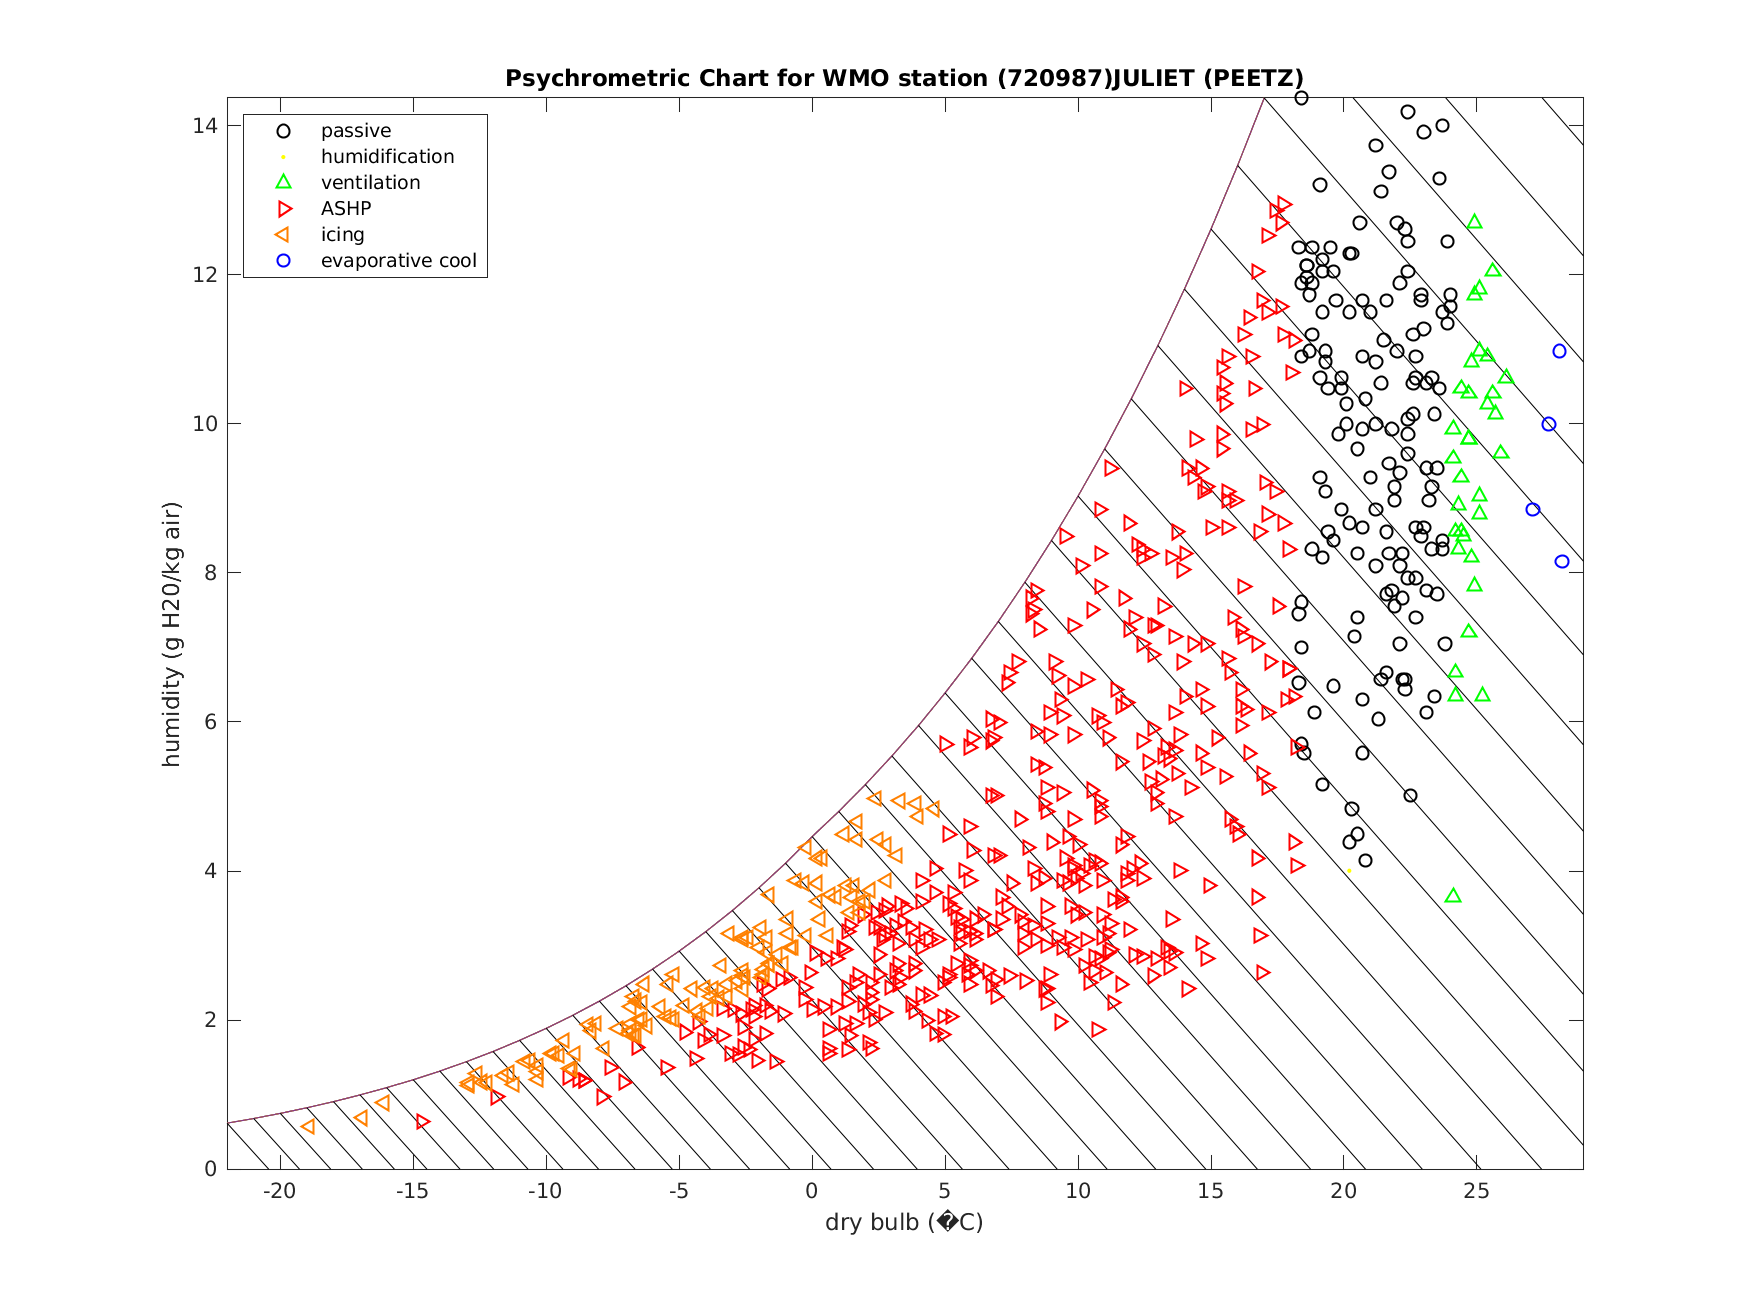 Psychrometric Chart for WMO station (720987)JULIET (PEETZ)
passive
humidification
ventilation
ASHP
icing
evaporative cool
humidity (g H20/kg air)
14
12
10
8
6
4
2
0
-20 -15 -10 -5 0 5 10 15 20 25
dry bulb (�C)